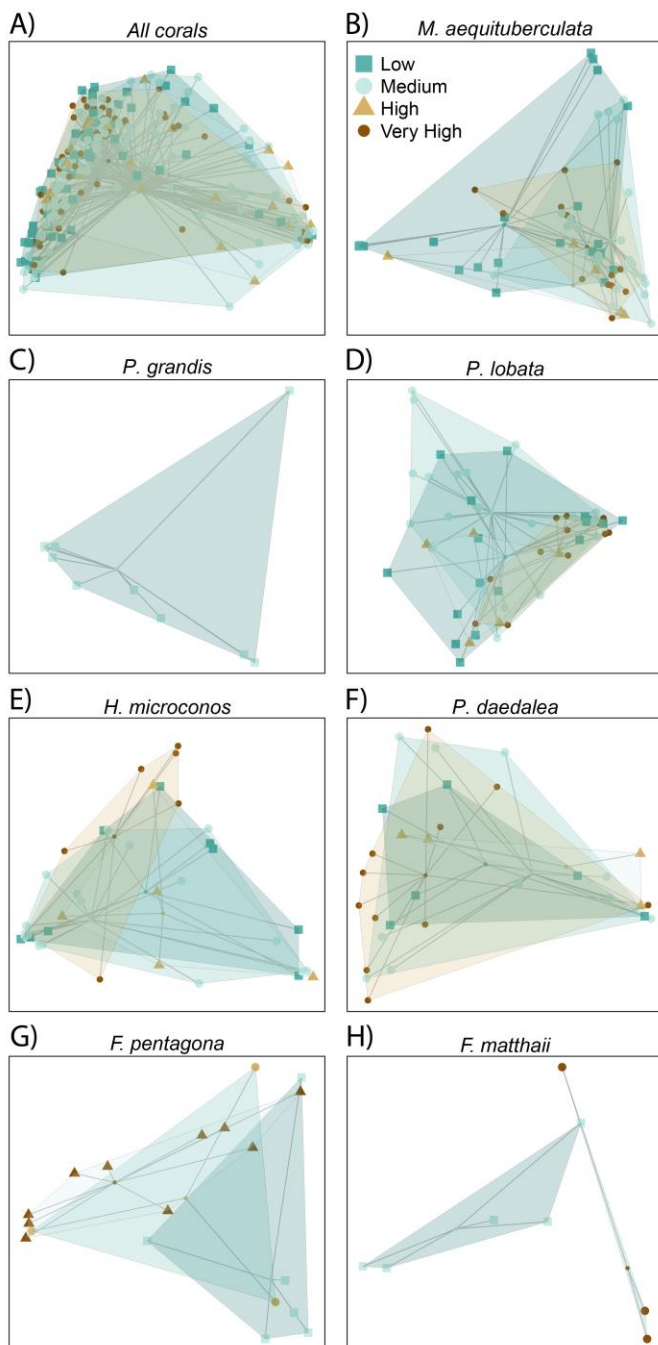 A)
All corals
B)
M. aequituberculata
Low
Medium
High
Very High
C)
P. grandis
D)
P. lobata
E)
H. microconos
F)
P. daedalea
G)
F. pentagona
H)
F. matthaii